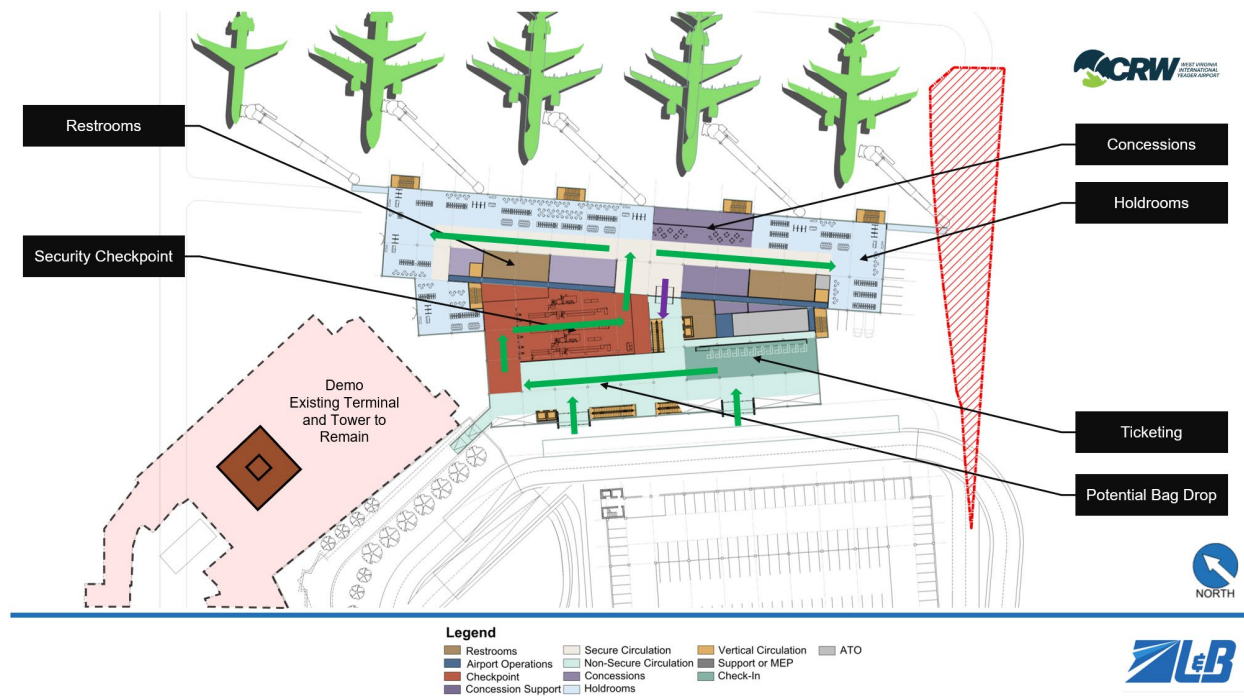 CRW
WEST VIRGINIA
INTERNATIONAL
YEAGER AIRPORT
Restrooms
Security Checkpoint
Concessions
Holdrooms
Ticketing
Potential Bag Drop
Demo
Existing Terminal
and Tower to
Remain
NORTH
Legend
Restrooms
Airport Operations
Checkpoint
Concession Support
Secure Circulation
Non-Secure Circulation
Concessions
Holdrooms
Vertical Circulation
Support or MEP
Check-In
ATO
L&B